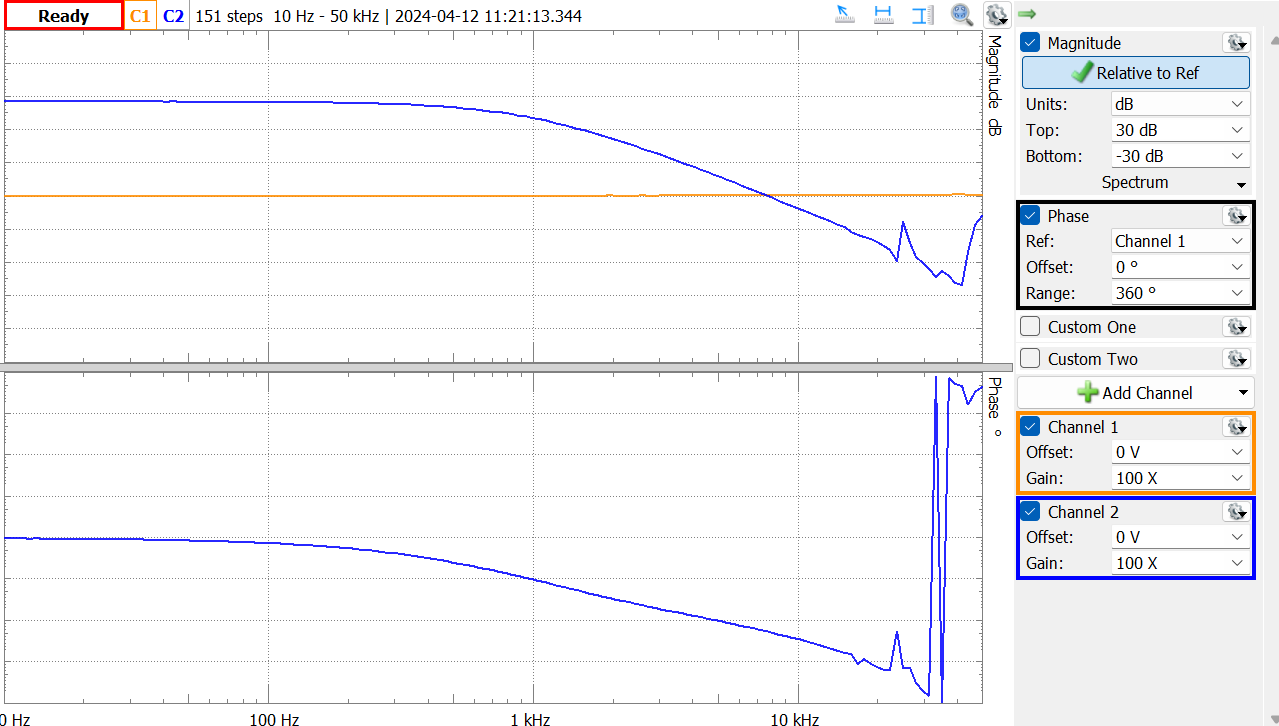 Ready C1 C2 151 steps 10 Hz - 50 kHz | 2024-04-12 11:21:13.344
Magnitude dB
Phase °
0 Hz 100 Hz 1 kHz 10 kHz
Magnitude
Relative to Ref
Units: dB
Top: 30 dB
Bottom: -30 dB
Spectrum
Phase
Ref: Channel 1
Offset: 0 °
Range: 360 °
Custom One
Custom Two
Add Channel
Channel 1
Offset: 0 V
Gain: 100 X
Channel 2
Offset: 0 V
Gain: 100 X